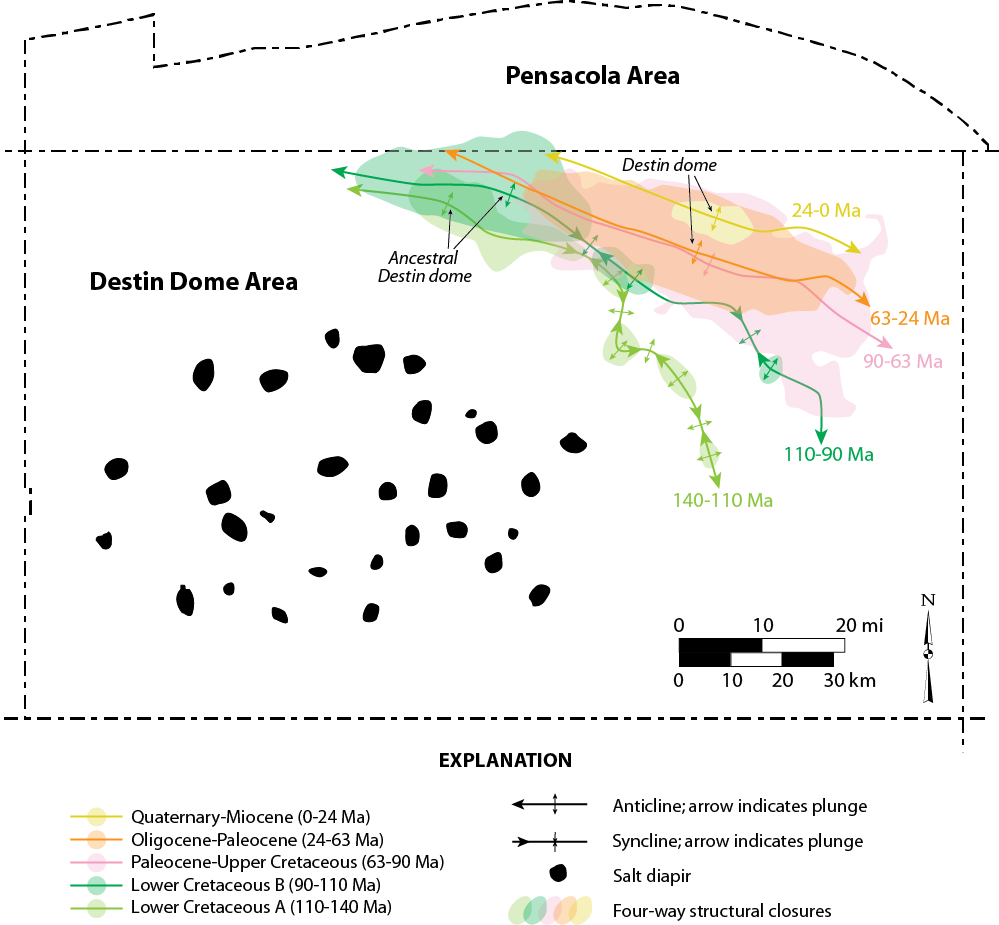 Pensacola Area
Destin dome
24-0 Ma
Ancestral
Destin dome
Destin Dome Area
63-24 Ma
90-63 Ma
110-90 Ma
140-110 Ma
N
0 10 20 mi
0 10 20 30 km
EXPLANATION
Quaternary-Miocene (0-24 Ma)
Oligocene-Paleocene (24-63 Ma)
Paleocene-Upper Cretaceous (63-90 Ma)
Lower Cretaceous B (90-110 Ma)
Lower Cretaceous A (110-140 Ma)
Anticline; arrow indicates plunge
Syncline; arrow indicates plunge
Salt diapir
Four-way structural closures